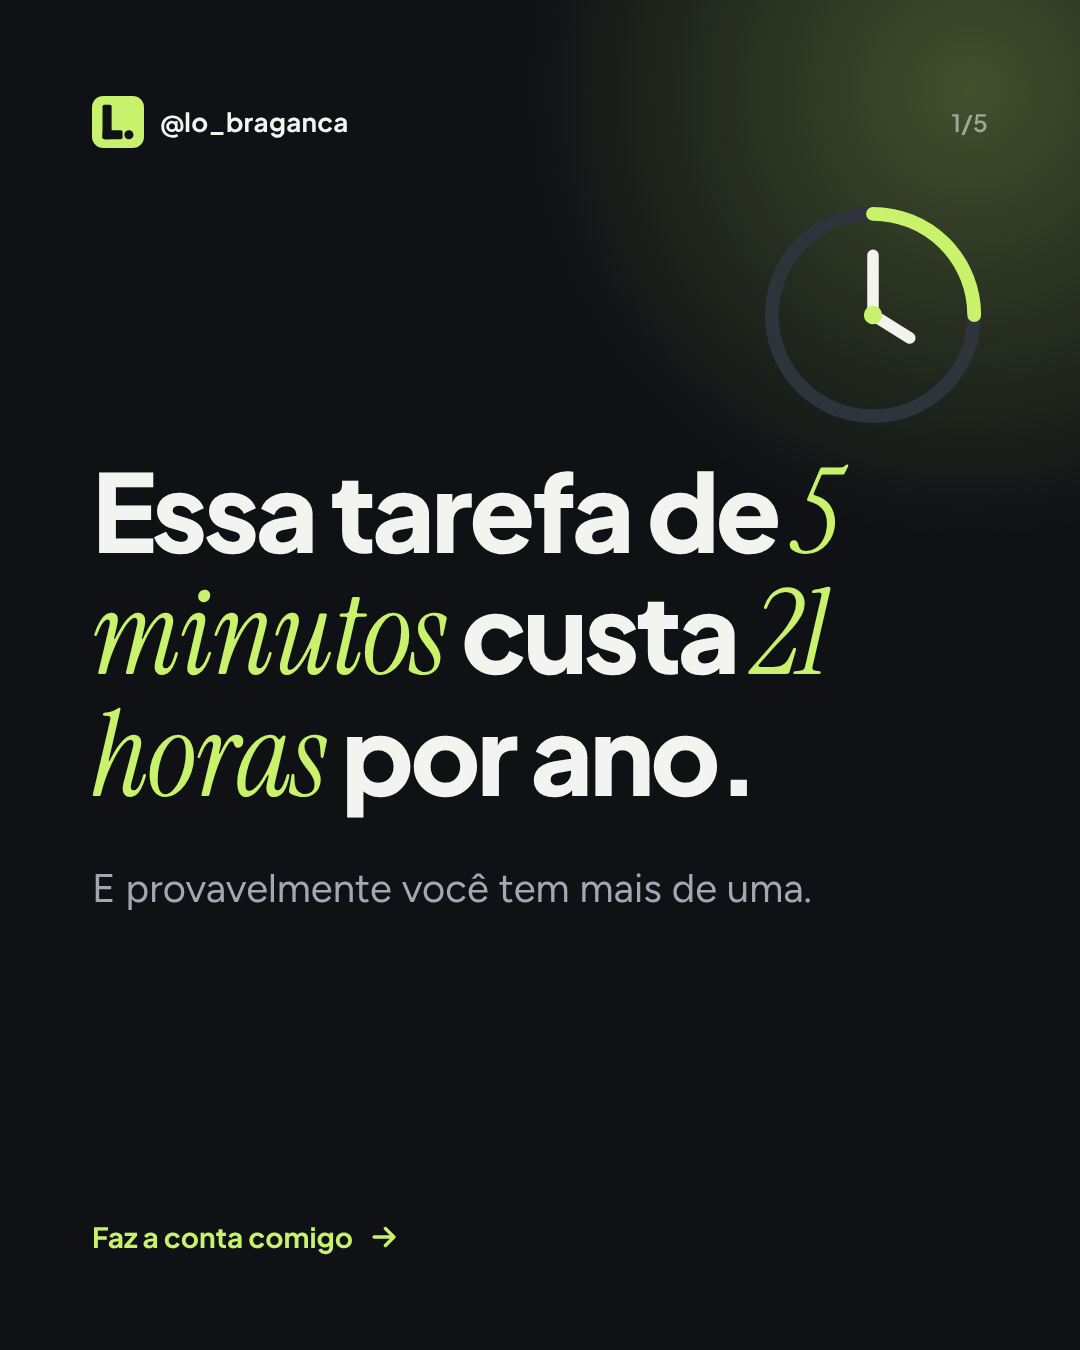 L. @lo_braganca
1/5
Essa tarefa de 5
minutos custa 21
horas por ano.
E provavelmente você tem mais de uma.
Faz a conta comigo →